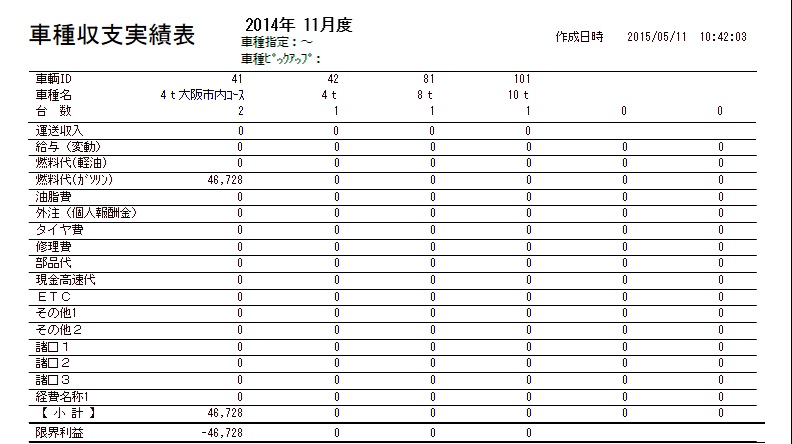 車種収支実績表 2014年 11月度 作成日時 2015/05/11 10:42:03
車種指定：～
車種ﾋﾟｯｸｱｯﾌﾟ：
車輌ID 41 42 81 101
車種名 4ｔ大阪市内ｺｰｽ 4ｔ 8ｔ 10ｔ
台 数 2 1 1 1 0 0
運送収入 0 0 0 0
給与（変動） 0 0 0 0 0 0
燃料代(軽油) 0 0 0 0 0 0
燃料代(ｶﾞｿﾘﾝ) 46,728 0 0 0 0 0
油脂費 0 0 0 0 0 0
外注（個人報酬金） 0 0 0 0 0 0
タイヤ費 0 0 0 0 0 0
修理費 0 0 0 0 0 0
部品代 0 0 0 0 0 0
現金高速代 0 0 0 0 0 0
ＥＴＣ 0 0 0 0 0 0
その他1 0 0 0 0 0 0
その他２ 0 0 0 0 0 0
諸口１ 0 0 0 0 0 0
諸口２ 0 0 0 0 0 0
諸口３ 0 0 0 0 0 0
経費名称1 0 0 0 0 0 0
【 小 計 】 46,728 0 0 0 0 0
限界利益 -46,728 0 0 0